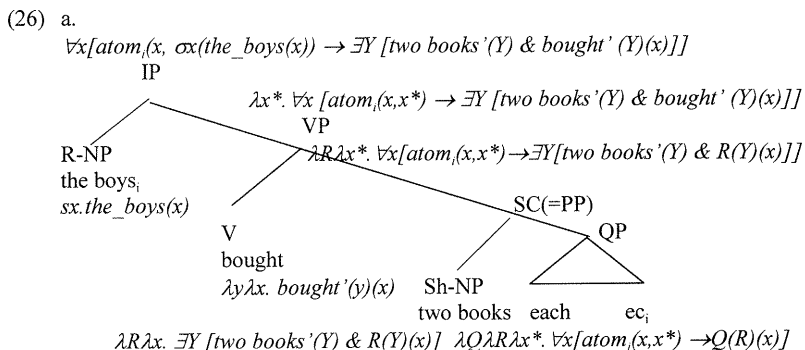 (26) a.
∀x[atomᵢ(x, σx(the_boys(x)) → ∃Y [two books’(Y) & bought’ (Y)(x)]]
IP
λx*. ∀x [atomᵢ(x,x*) → ∃Y [two books’(Y) & bought’ (Y)(x)]]
VP
R-NP
λRλx*. ∀x[atomᵢ(x,x*)→∃Y[two books’(Y) & R(Y)(x)]]
the boysᵢ
sx.the_boys(x)
SC(=PP)
V
QP
bought
λyλx. bought’(y)(x)
Sh-NP
two books each ecᵢ
λRλx. ∃Y [two books’(Y) & R(Y)(x)] λQλRλx*. ∀x[atomᵢ(x,x*) →Q(R)(x)]